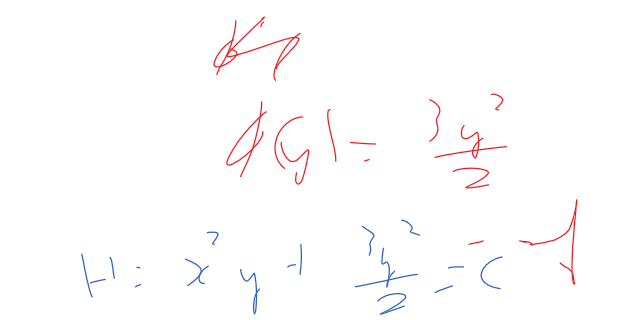 φ(y) = 3y²/2
H = x²y + 3y²/2 = c